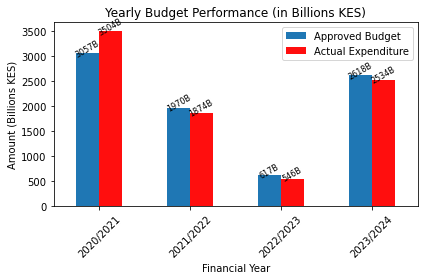 Yearly Budget Performance (in Billions KES)
Approved Budget
Actual Expenditure
Amount (Billions KES)
3500
3000
2500
2000
1500
1000
500
0
3057B
3504B
1970B
1874B
617B
546B
2618B
2534B
2020/2021
2021/2022
2022/2023
2023/2024
Financial Year